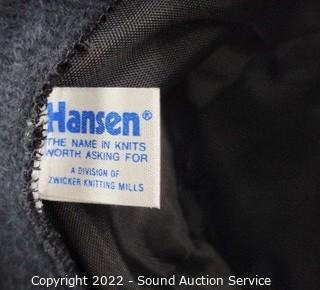 Hansen®
THE NAME IN KNITS
WORTH ASKING FOR
A DIVISION OF
ZWICKER KNITTING MILLS
Copyright 2022 - Sound Auction Service